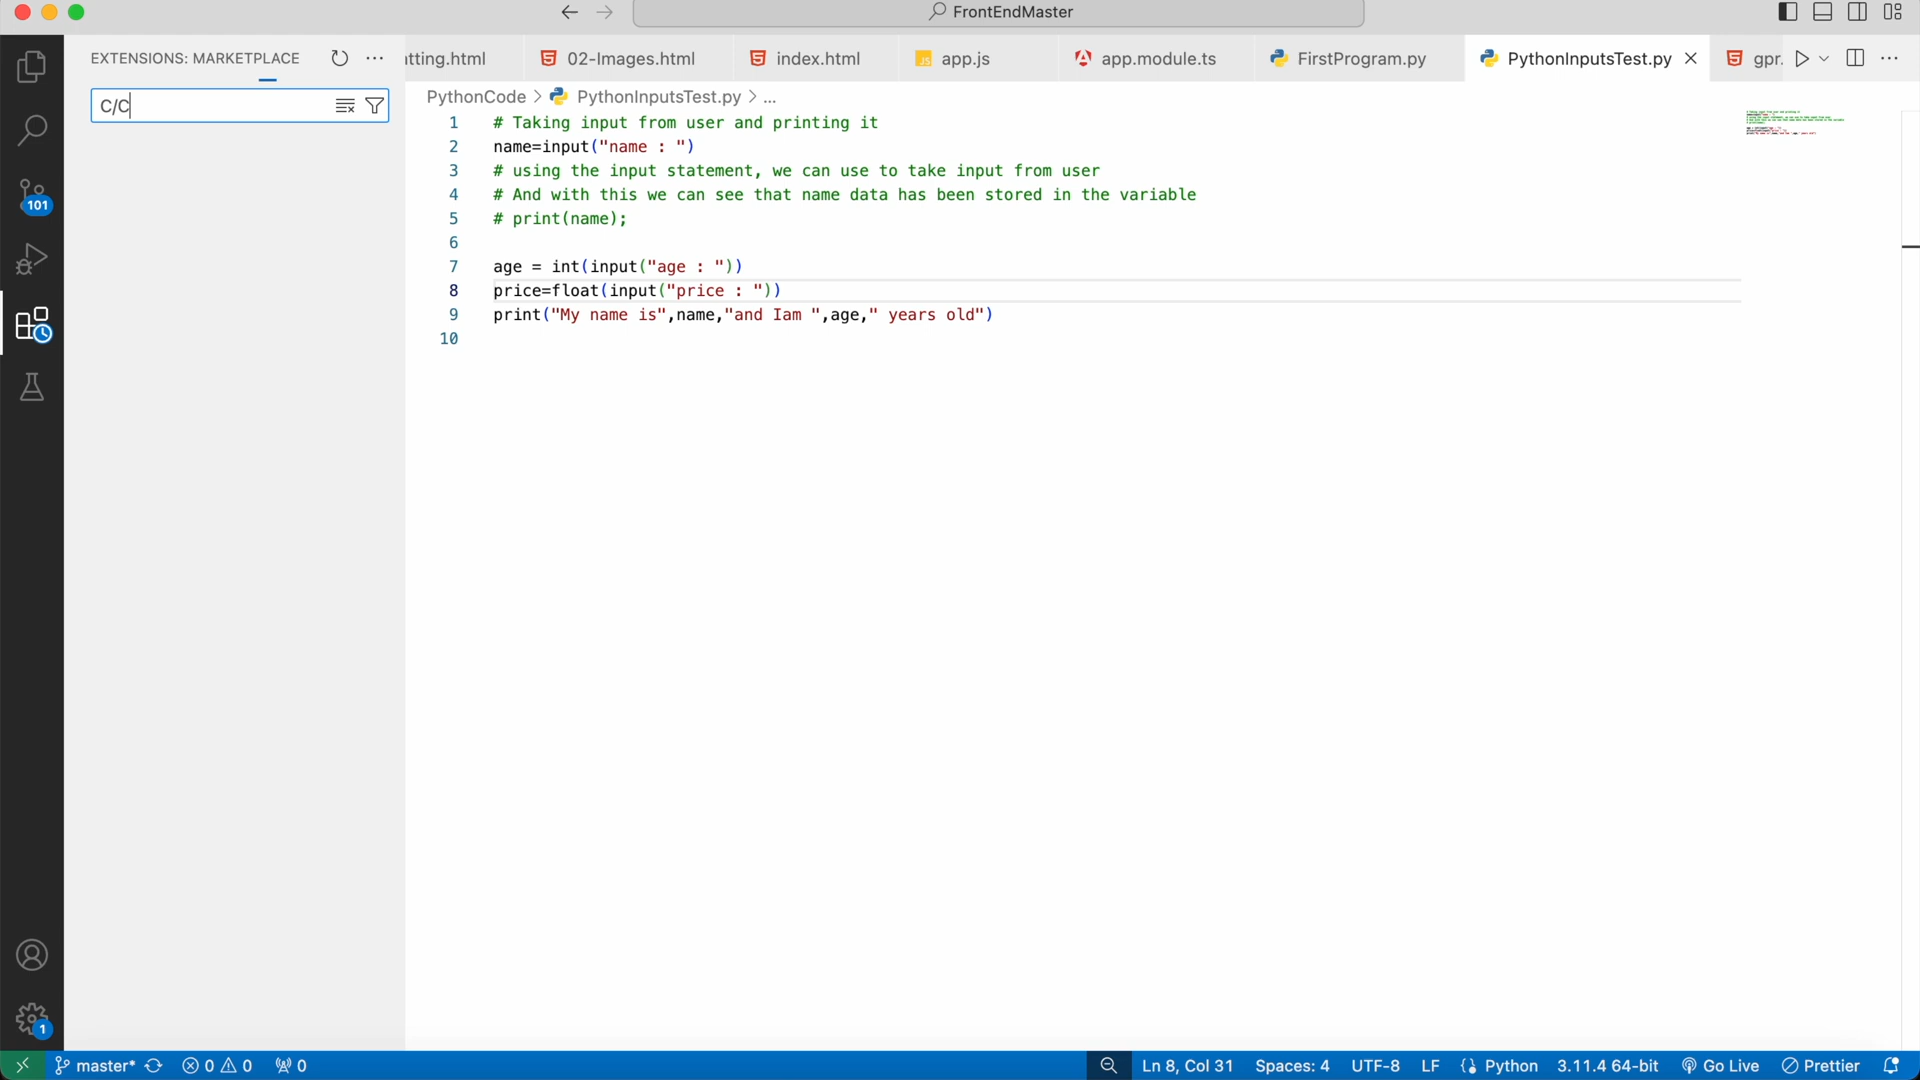 FrontEndMaster
EXTENSIONS: MARKETPLACE
C/C
tting.html
02-Images.html
index.html
app.js
app.module.ts
FirstProgram.py
PythonInputsTest.py
gpr.
PythonCode > PythonInputsTest.py > ...
1 # Taking input from user and printing it
2 name=input("name : ")
3 # using the input statement, we can use to take input from user
4 # And with this we can see that name data has been stored in the variable
5 # print(name);
6
7 age = int(input("age : "))
8 price=float(input("price : "))
9 print("My name is",name,"and Iam ",age," years old")
10
101
1
master* 0 0 0 Ln 8, Col 31 Spaces: 4 UTF-8 LF Python 3.11.4 64-bit Go Live Prettier